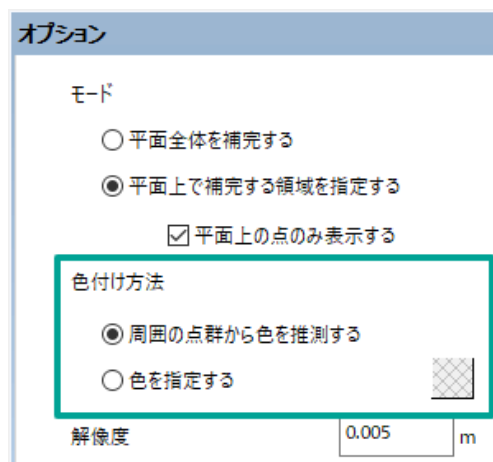 オプション
モード
平面全体を補完する
平面上で補完する領域を指定する
平面上の点のみ表示する
色付け方法
周囲の点群から色を推測する
色を指定する
解像度 0.005 m